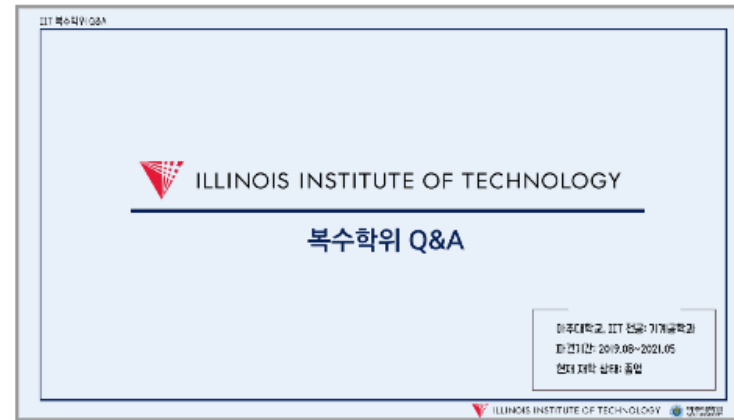 IIT 복수학위 Q&A
ILLINOIS INSTITUTE OF TECHNOLOGY
복수학위 Q&A
아주대학교, IIT 전공: 기계공학과
파견기간: 2019.08~2021.05
현재 재학 상태: 졸업
ILLINOIS INSTITUTE OF TECHNOLOGY